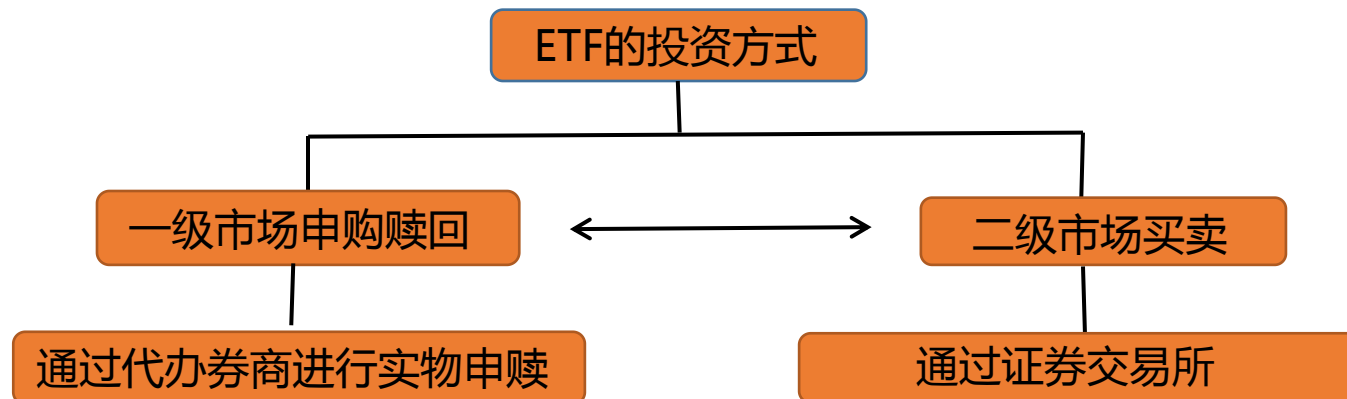 ETF的投资方式
一级市场申购赎回
二级市场买卖
通过代办券商进行实物申赎
通过证券交易所